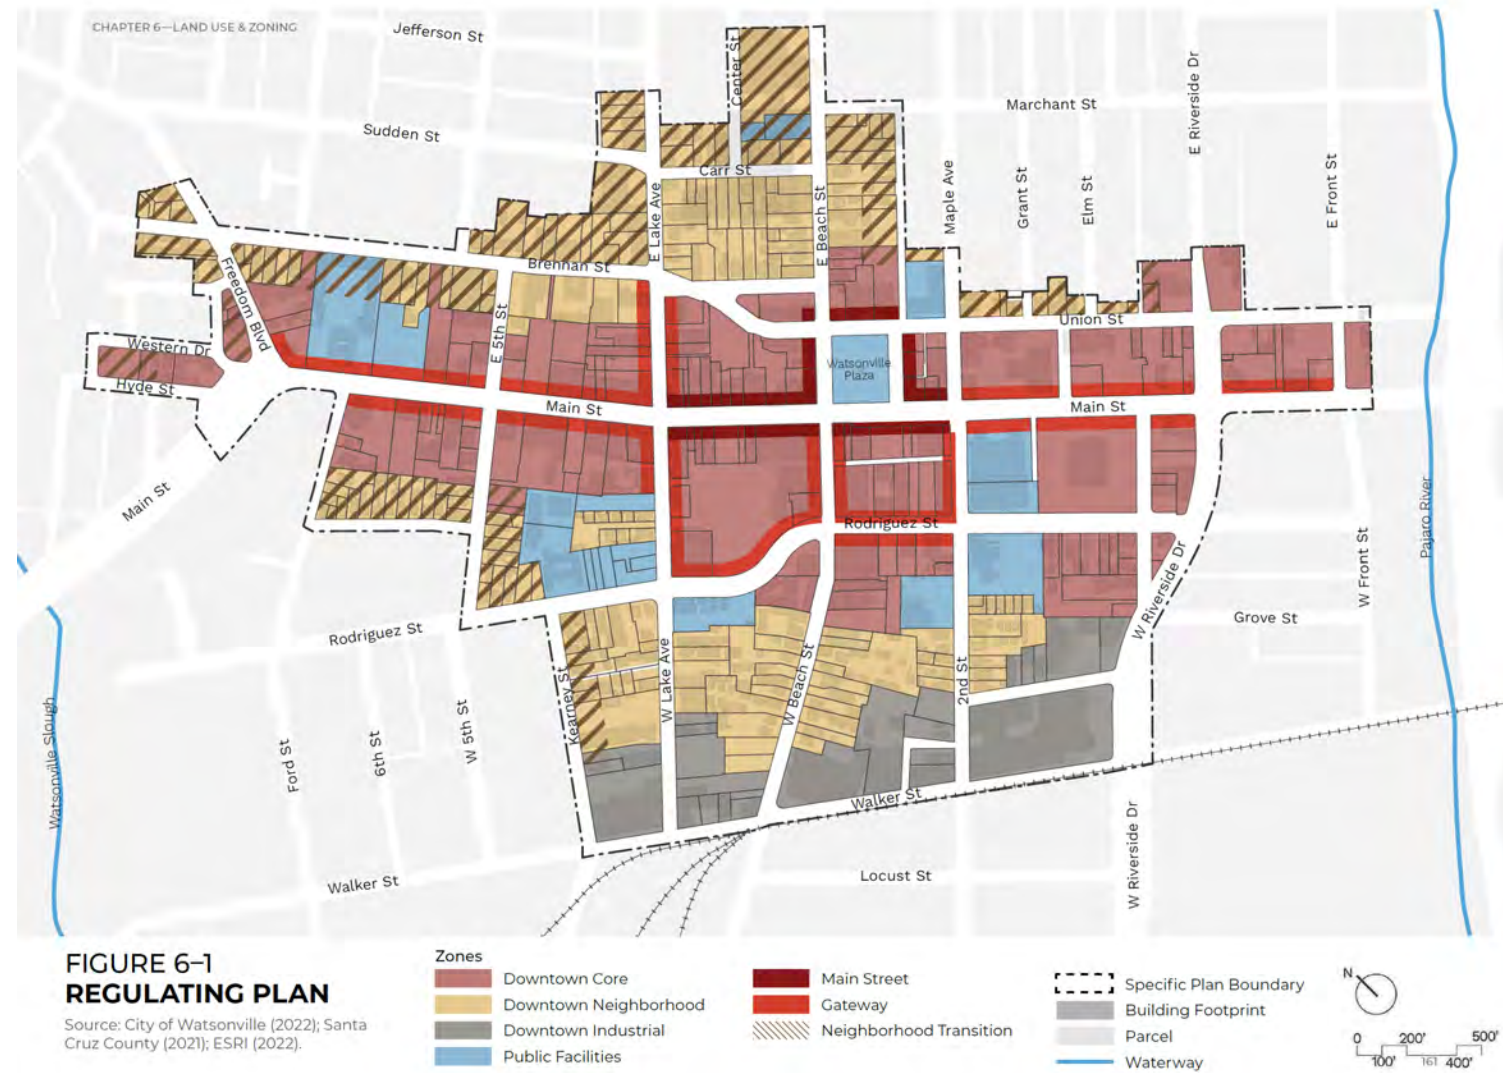 CHAPTER 6—LAND USE & ZONING
Jefferson St
Center St
Sudden St
Marchant St
E Riverside Dr
Carr St
E Lake Ave
E Beach St
Maple Ave
Grant St
Elm St
E Front St
Brennan St
Freedom Blvd
E 5th St
Union St
Western Dr
Hyde St
Watsonville
Plaza
Main St
Main St
Main St
Rodriguez St
Pajaro River
W Front St
W Riverside Dr
Grove St
Rodriguez St
Kearney St
W Lake Ave
W Beach St
2nd St
Watsonville Slough
Ford St
6th St
W 5th St
Walker St
W Riverside Dr
Walker St
Locust St
FIGURE 6–1
REGULATING PLAN
Source: City of Watsonville (2022); Santa
Cruz County (2021); ESRI (2022).
Zones
Downtown Core
Downtown Neighborhood
Downtown Industrial
Public Facilities
Main Street
Gateway
Neighborhood Transition
Specific Plan Boundary
Building Footprint
Parcel
Waterway
N
0 200' 500'
100' 161 400'